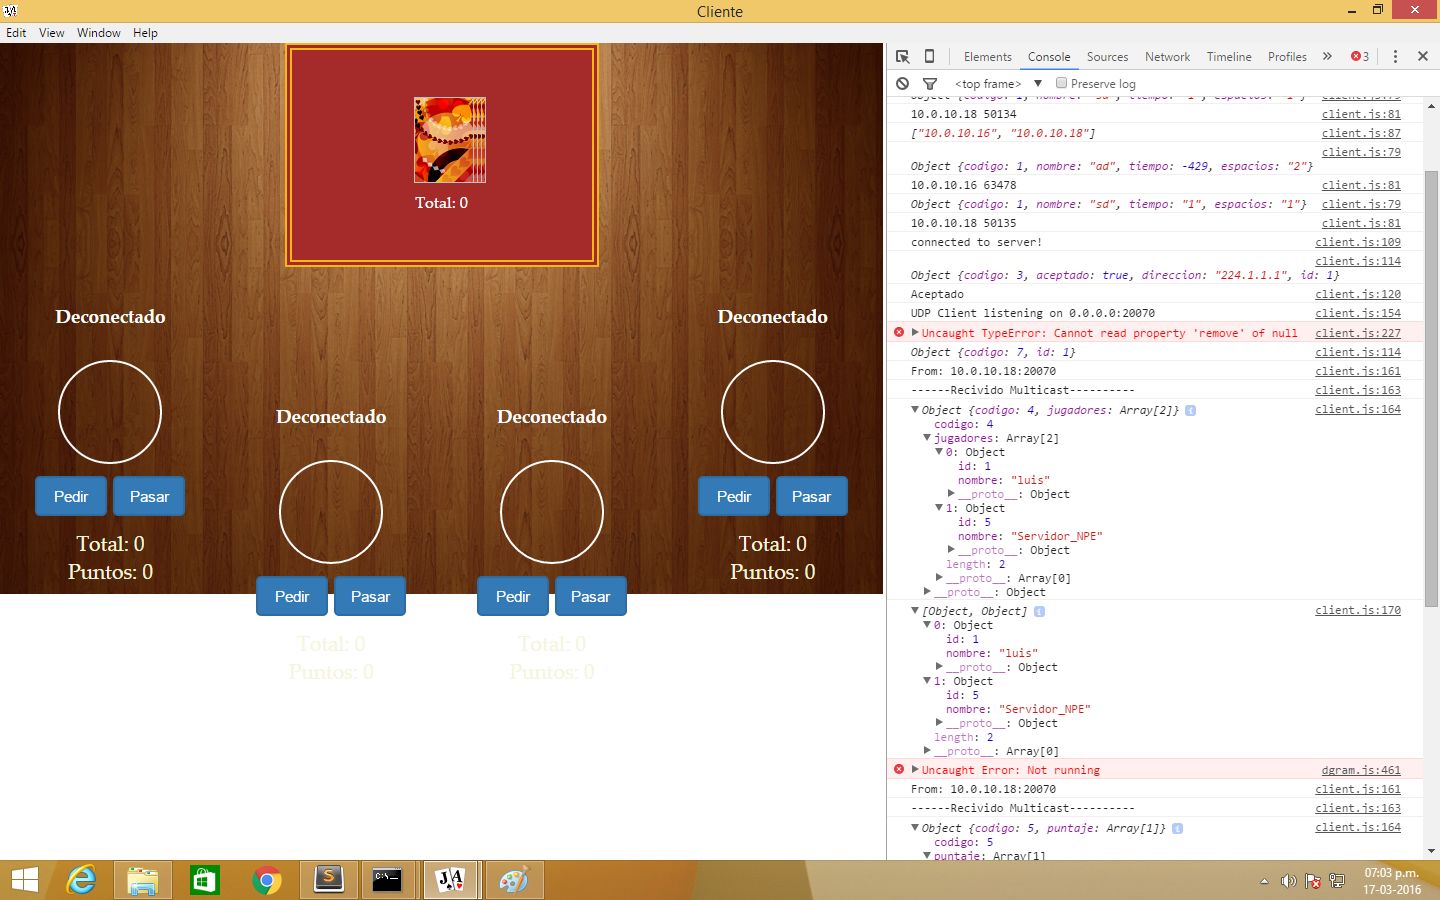 Cliente
Edit View Window Help
Total: 0
Deconectado
Deconectado
Deconectado
Deconectado
Pedir Pasar
Pedir Pasar
Total: 0
Puntos: 0
Total: 0
Puntos: 0
Pedir Pasar
Pedir Pasar
Total: 0
Puntos: 0
Total: 0
Puntos: 0
Elements Console Sources Network Timeline Profiles » 3
<top frame> ▼ Preserve log
10.0.10.18 50134 client.js:81
["10.0.10.16", "10.0.10.18"] client.js:87
client.js:79
Object {codigo: 1, nombre: "ad", tiempo: -429, espacios: "2"}
10.0.10.16 63478 client.js:81
Object {codigo: 1, nombre: "sd", tiempo: "1", espacios: "1"} client.js:79
10.0.10.18 50135 client.js:81
connected to server! client.js:109
client.js:114
Object {codigo: 3, aceptado: true, direccion: "224.1.1.1", id: 1}
Aceptado client.js:120
UDP Client listening on 0.0.0.0:20070 client.js:154
Uncaught TypeError: Cannot read property 'remove' of null client.js:227
Object {codigo: 7, id: 1} client.js:114
From: 10.0.10.18:20070 client.js:161
------Recivido Multicast---------- client.js:163
Object {codigo: 4, jugadores: Array[2]} client.js:164
codigo: 4
jugadores: Array[2]
0: Object
id: 1
nombre: "luis"
__proto__: Object
1: Object
id: 5
nombre: "Servidor_NPE"
__proto__: Object
length: 2
__proto__: Array[0]
__proto__: Object
[Object, Object] client.js:170
0: Object
id: 1
nombre: "luis"
__proto__: Object
1: Object
id: 5
nombre: "Servidor_NPE"
__proto__: Object
length: 2
__proto__: Array[0]
Uncaught Error: Not running dgram.js:461
From: 10.0.10.18:20070 client.js:161
------Recivido Multicast---------- client.js:163
Object {codigo: 5, puntaje: Array[1]} client.js:164
codigo: 5
puntaje: Array[1]
07:03 p.m.
17-03-2016